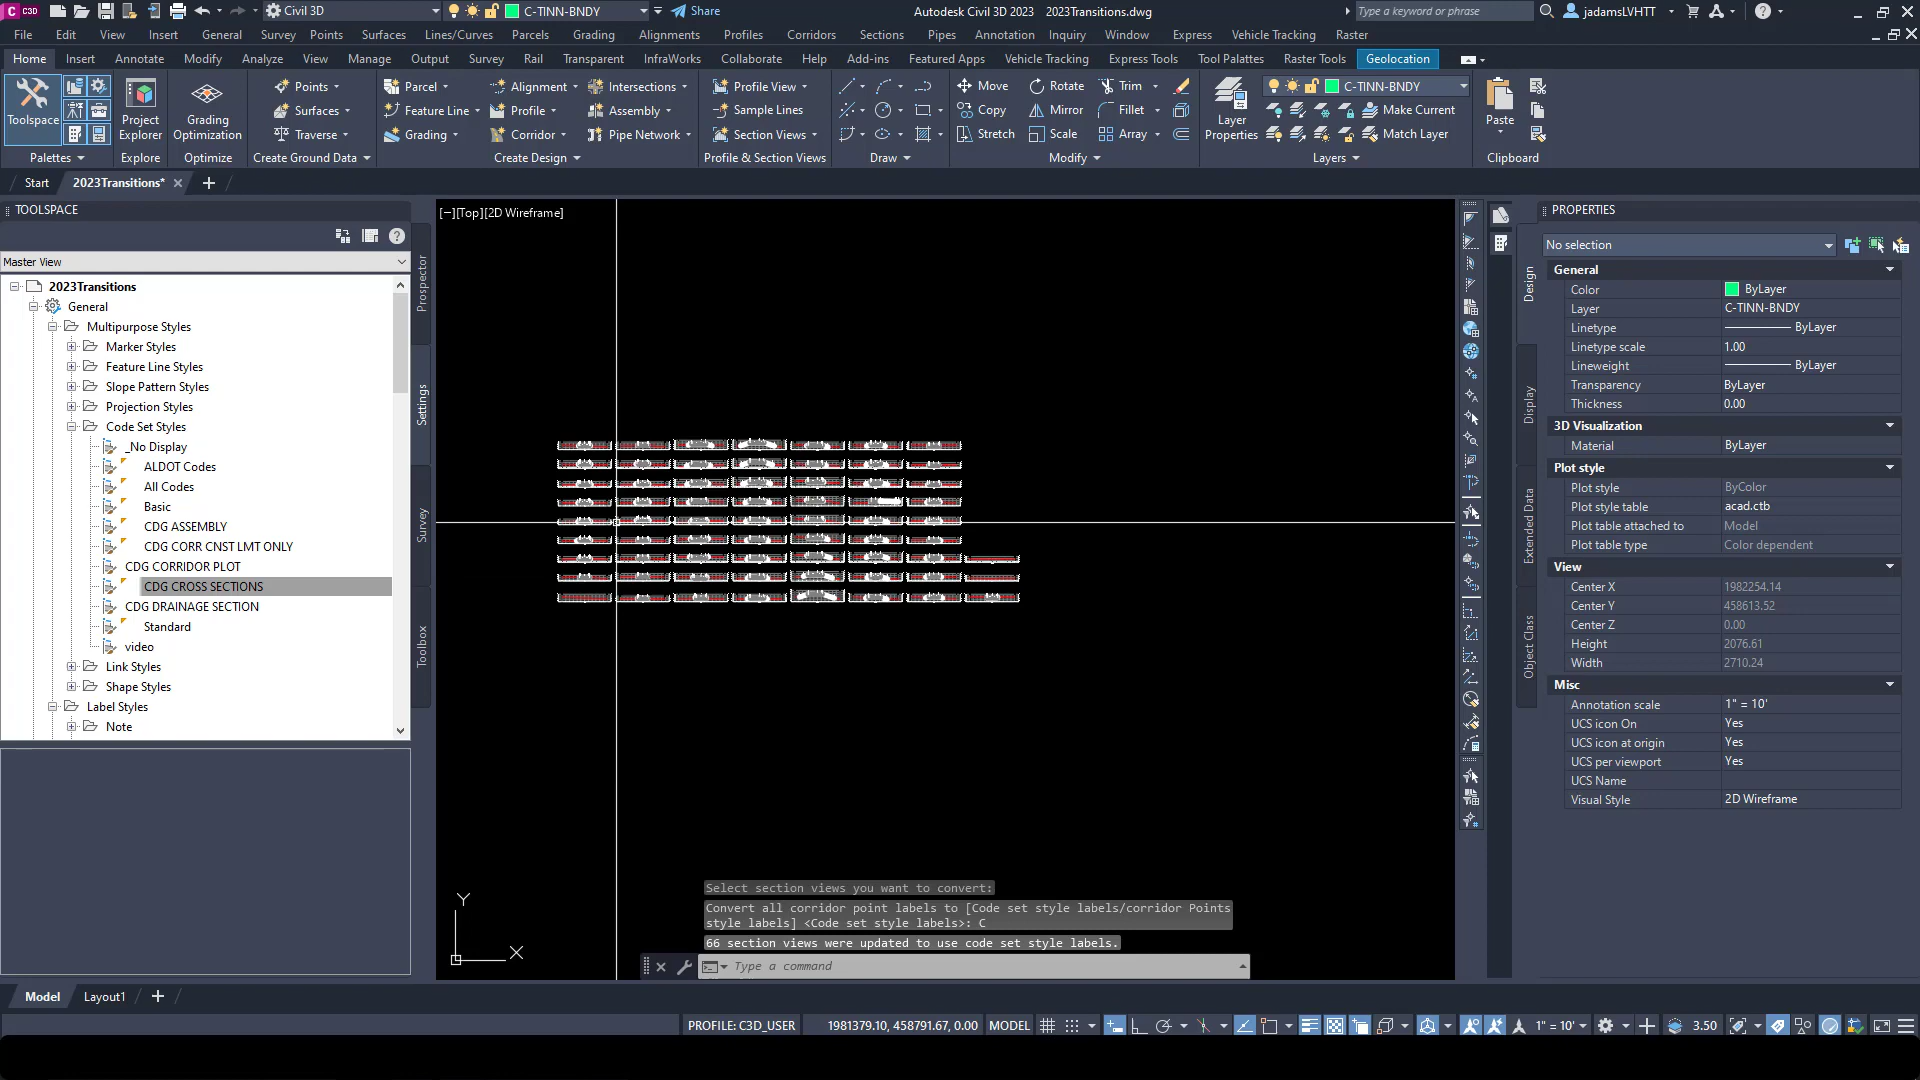 C3D
Civil 3D
C-TINN-BNDY
Share
Autodesk Civil 3D 2023 2023Transitions.dwg
Type a keyword or phrase
jadamsLVHTT
File Edit View Insert General Survey Points Surfaces Lines/Curves Parcels Grading Alignments Profiles Corridors Sections Pipes Annotation Inquiry Window Express Vehicle Tracking Raster
Home Insert Annotate Modify Analyze View Manage Output Survey Rail Transparent InfraWorks Collaborate Help Add-ins Featured Apps Vehicle Tracking Express Tools Tool Palettes Raster Tools Geolocation
Points Parcel Alignment Intersections Profile View Move Rotate Trim C-TINN-BNDY
Toolspace Project Explorer Grading Optimization Surfaces Feature Line Profile Assembly Sample Lines Copy Mirror Fillet Layer Properties Make Current Paste
Traverse Grading Corridor Pipe Network Section Views Stretch Scale Array Match Layer
Palettes Explore Optimize Create Ground Data Create Design Profile & Section Views Draw Modify Layers Clipboard
Start 2023Transitions*
TOOLSPACE
Master View
2023Transitions
General
Multipurpose Styles
Marker Styles
Feature Line Styles
Slope Pattern Styles
Projection Styles
Code Set Styles
_No Display
ALDOT Codes
All Codes
Basic
CDG ASSEMBLY
CDG CORR CNST LMT ONLY
CDG CORRIDOR PLOT
CDG CROSS SECTIONS
CDG DRAINAGE SECTION
Standard
video
Link Styles
Shape Styles
Label Styles
Note
Prospector
Settings
Survey
Toolbox
[−][Top][2D Wireframe]
Y
X
Select section views you want to convert:
Convert all corridor point labels to [Code set style labels/corridor Points
style labels] <Code set style labels>: C
66 section views were updated to use code set style labels.
Type a command
PROPERTIES
No selection
Design
Display
Extended Data
Object Class
General
Color ByLayer
Layer C-TINN-BNDY
Linetype ByLayer
Linetype scale 1.00
Lineweight ByLayer
Transparency ByLayer
Thickness 0.00
3D Visualization
Material ByLayer
Plot style
Plot style ByColor
Plot style table acad.ctb
Plot table attached to Model
Plot table type Color dependent
View
Center X 1982254.14
Center Y 458613.52
Center Z 0.00
Height 2076.61
Width 2710.24
Misc
Annotation scale 1" = 10'
UCS icon On Yes
UCS icon at origin Yes
UCS per viewport Yes
UCS Name
Visual Style 2D Wireframe
Model Layout1
PROFILE: C3D_USER 1981379.10, 458791.67, 0.00 MODEL 1" = 10' 3.50